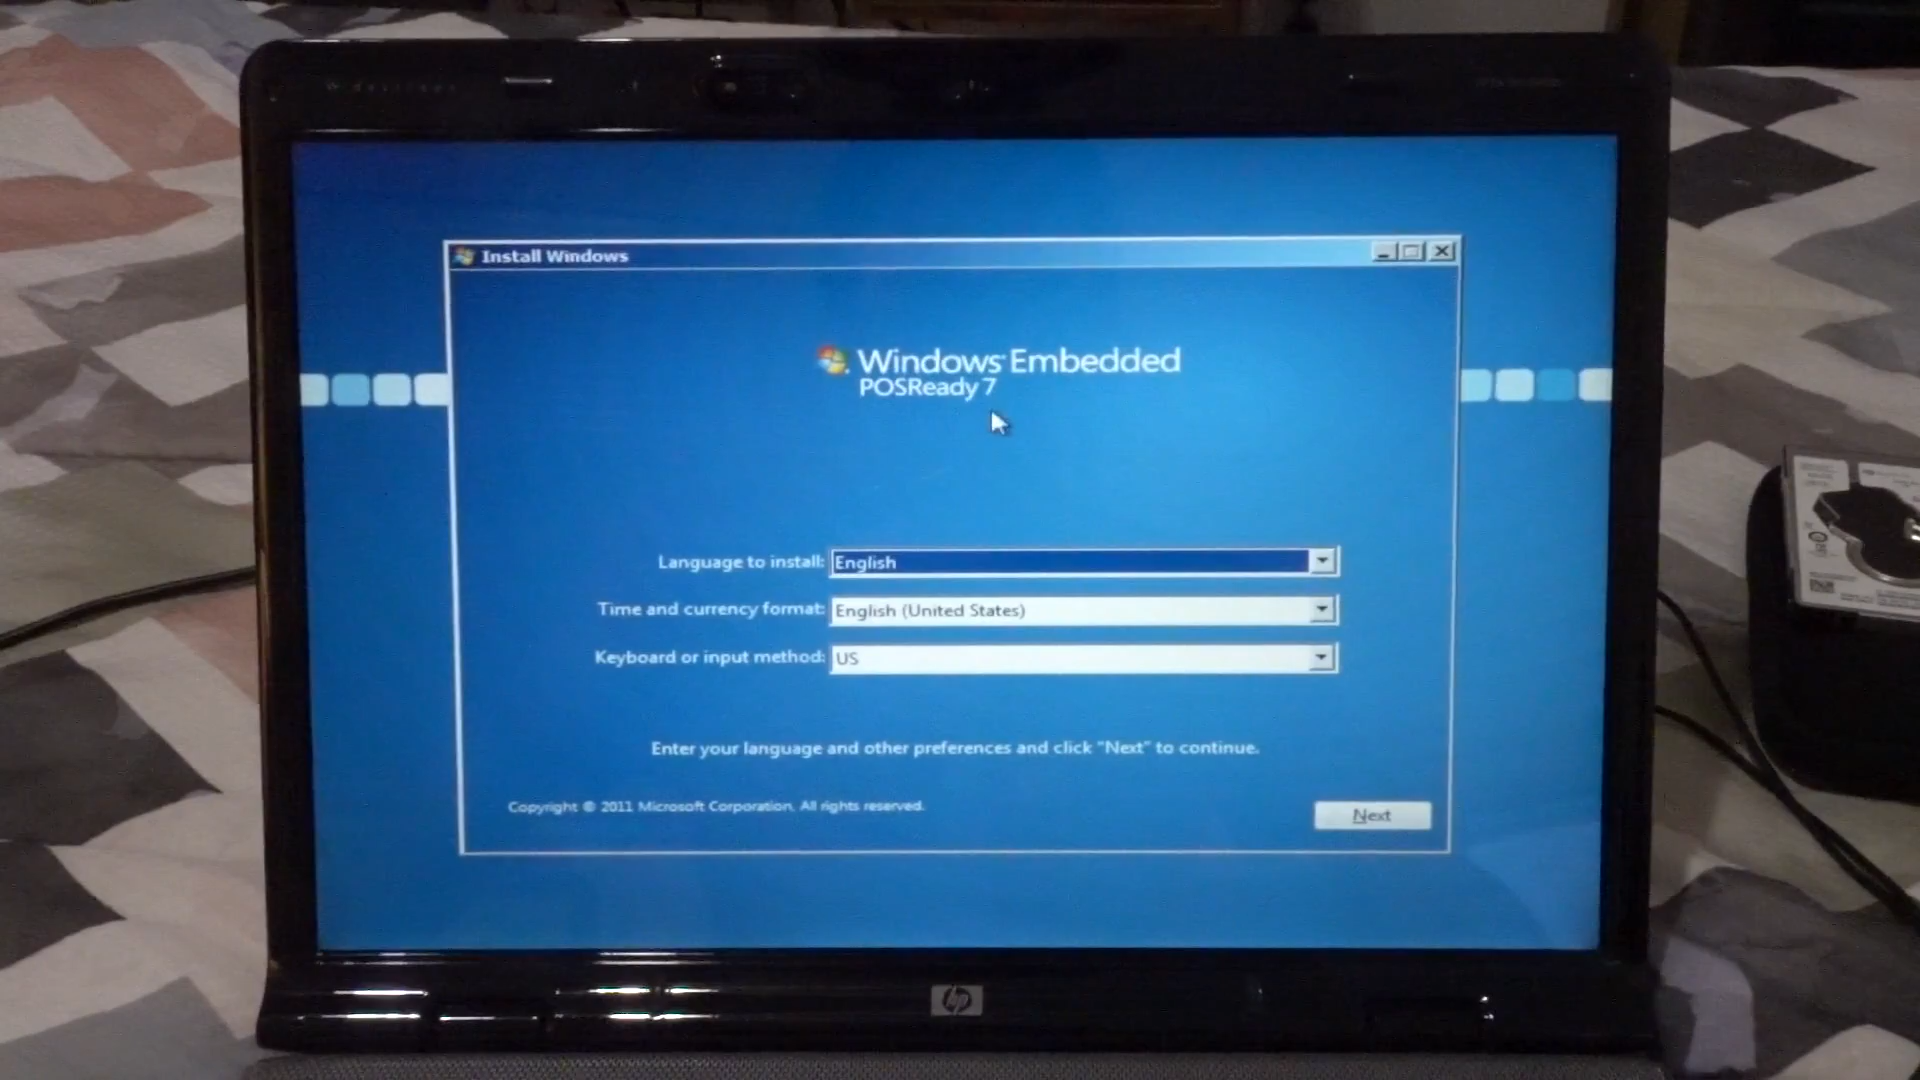 Install Windows
Windows Embedded
POSReady 7
Language to install: English
Time and currency format: English (United States)
Keyboard or input method: US
Enter your language and other preferences and click "Next" to continue.
Copyright © 2011 Microsoft Corporation. All rights reserved.
Next
hp